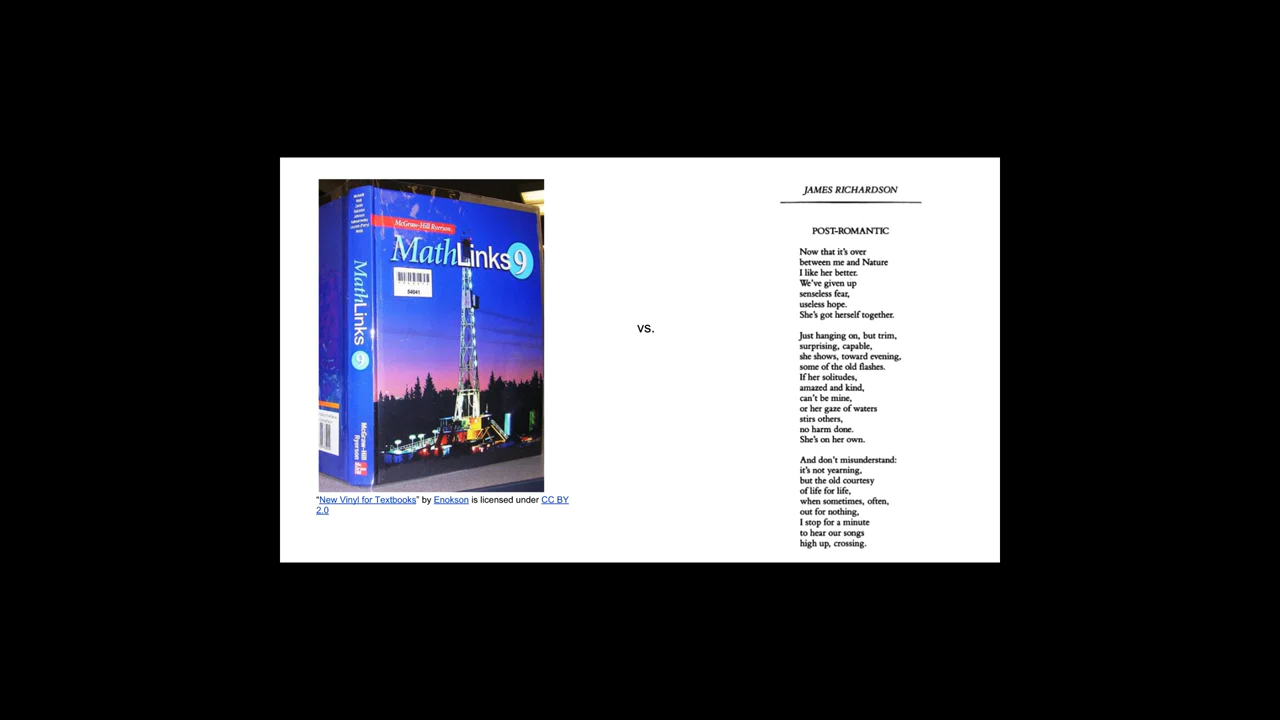 McGraw-Hill Ryerson
MathLinks 9
54041
MathLinks 9
McGraw-Hill
Ryerson
"New Vinyl for Textbooks" by Enokson is licensed under CC BY
2.0
vs.
JAMES RICHARDSON
POST-ROMANTIC
Now that it's over
between me and Nature
I like her better.
We've given up
senseless fear,
useless hope.
She's got herself together.
Just hanging on, but trim,
surprising, capable,
she shows, toward evening,
some of the old flashes.
If her solitudes,
amazed and kind,
can't be mine,
or her gaze of waters
stirs others,
no harm done.
She's on her own.
And don't misunderstand:
it's not yearning,
but the old courtesy
of life for life,
when sometimes, often,
out for nothing,
I stop for a minute
to hear our songs
high up, crossing.